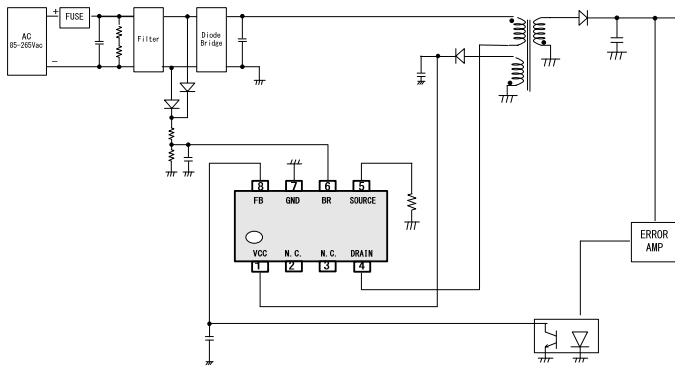 AC
85-265Vac
+
−
FUSE
Filter
Diode
Bridge
8 7 6 5
FB GND BR SOURCE
VCC N.C. N.C. DRAIN
1 2 3 4
ERROR
AMP